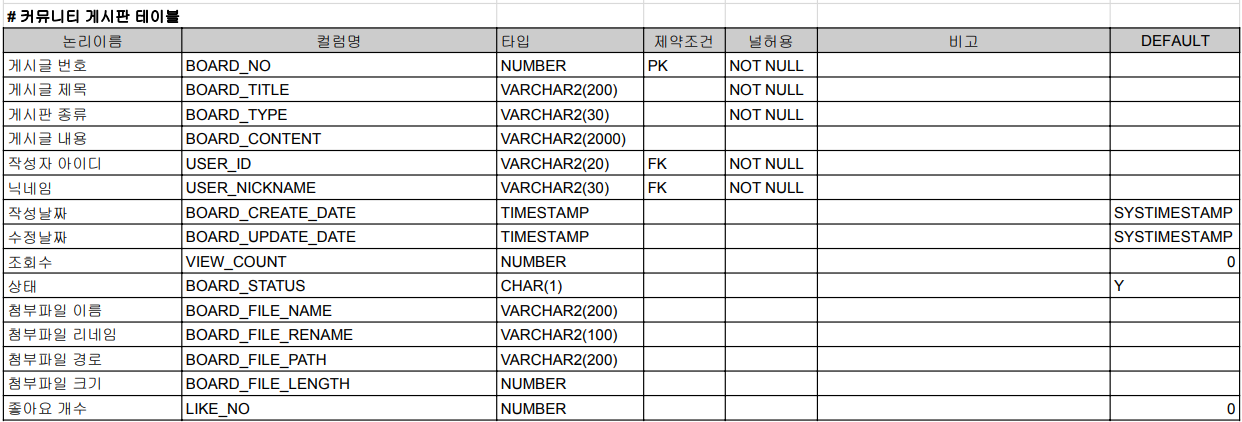 # 커뮤니티 게시판 테이블
논리이름 컬럼명 타입 제약조건 널허용 비고 DEFAULT
게시글 번호 BOARD_NO NUMBER PK NOT NULL
게시글 제목 BOARD_TITLE VARCHAR2(200) NOT NULL
게시판 종류 BOARD_TYPE VARCHAR2(30) NOT NULL
게시글 내용 BOARD_CONTENT VARCHAR2(2000)
작성자 아이디 USER_ID VARCHAR2(20) FK NOT NULL
닉네임 USER_NICKNAME VARCHAR2(30) FK NOT NULL
작성날짜 BOARD_CREATE_DATE TIMESTAMP SYSTIMESTAMP
수정날짜 BOARD_UPDATE_DATE TIMESTAMP SYSTIMESTAMP
조회수 VIEW_COUNT NUMBER 0
상태 BOARD_STATUS CHAR(1) Y
첨부파일 이름 BOARD_FILE_NAME VARCHAR2(200)
첨부파일 리네임 BOARD_FILE_RENAME VARCHAR2(100)
첨부파일 경로 BOARD_FILE_PATH VARCHAR2(200)
첨부파일 크기 BOARD_FILE_LENGTH NUMBER
좋아요 개수 LIKE_NO NUMBER 0